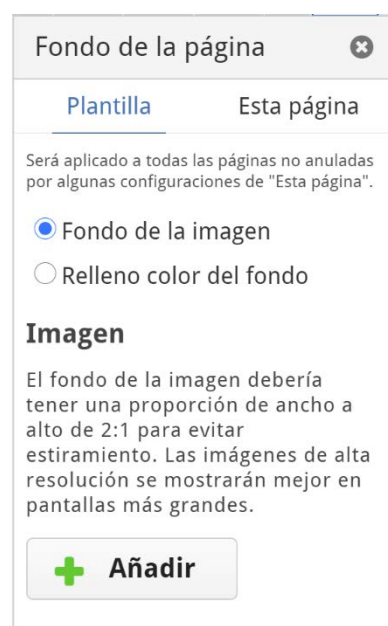 Fondo de la página
Plantilla
Esta página
Será aplicado a todas las páginas no anuladas
por algunas configuraciones de "Esta página".
Fondo de la imagen
Relleno color del fondo
Imagen
El fondo de la imagen debería
tener una proporción de ancho a
alto de 2:1 para evitar
estiramiento. Las imágenes de alta
resolución se mostrarán mejor en
pantallas más grandes.
Añadir